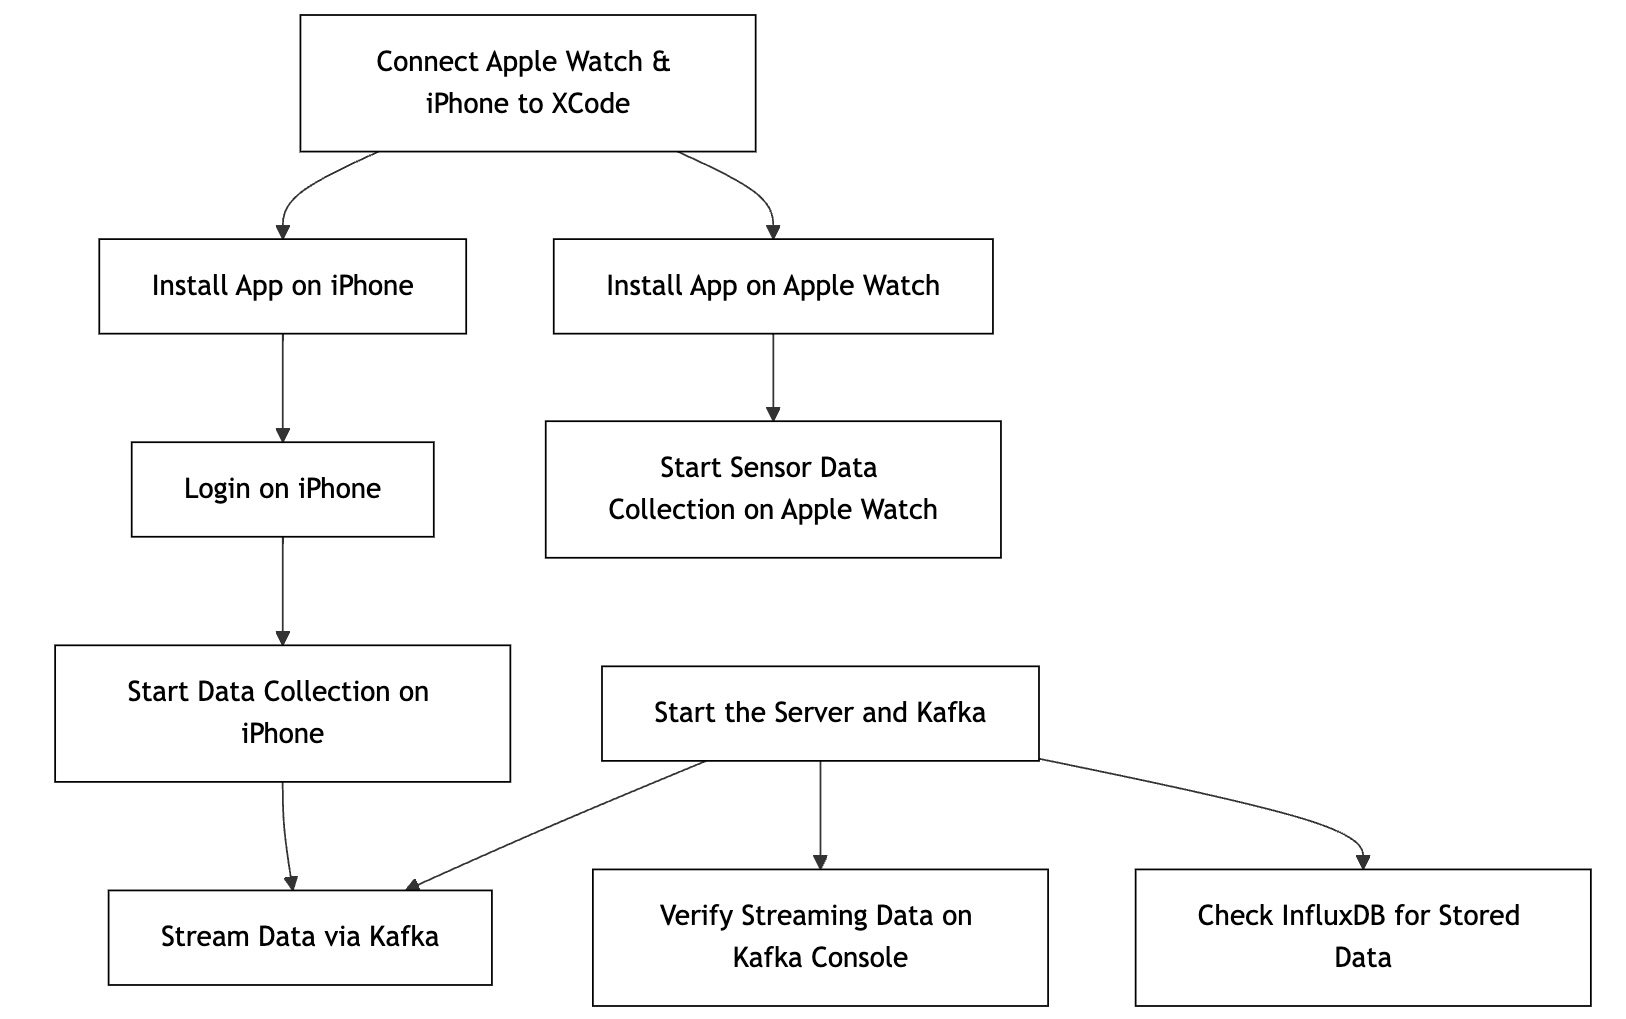 Connect Apple Watch &
iPhone to XCode
Install App on iPhone
Install App on Apple Watch
Login on iPhone
Start Sensor Data
Collection on Apple Watch
Start Data Collection on
iPhone
Start the Server and Kafka
Stream Data via Kafka
Verify Streaming Data on
Kafka Console
Check InfluxDB for Stored
Data